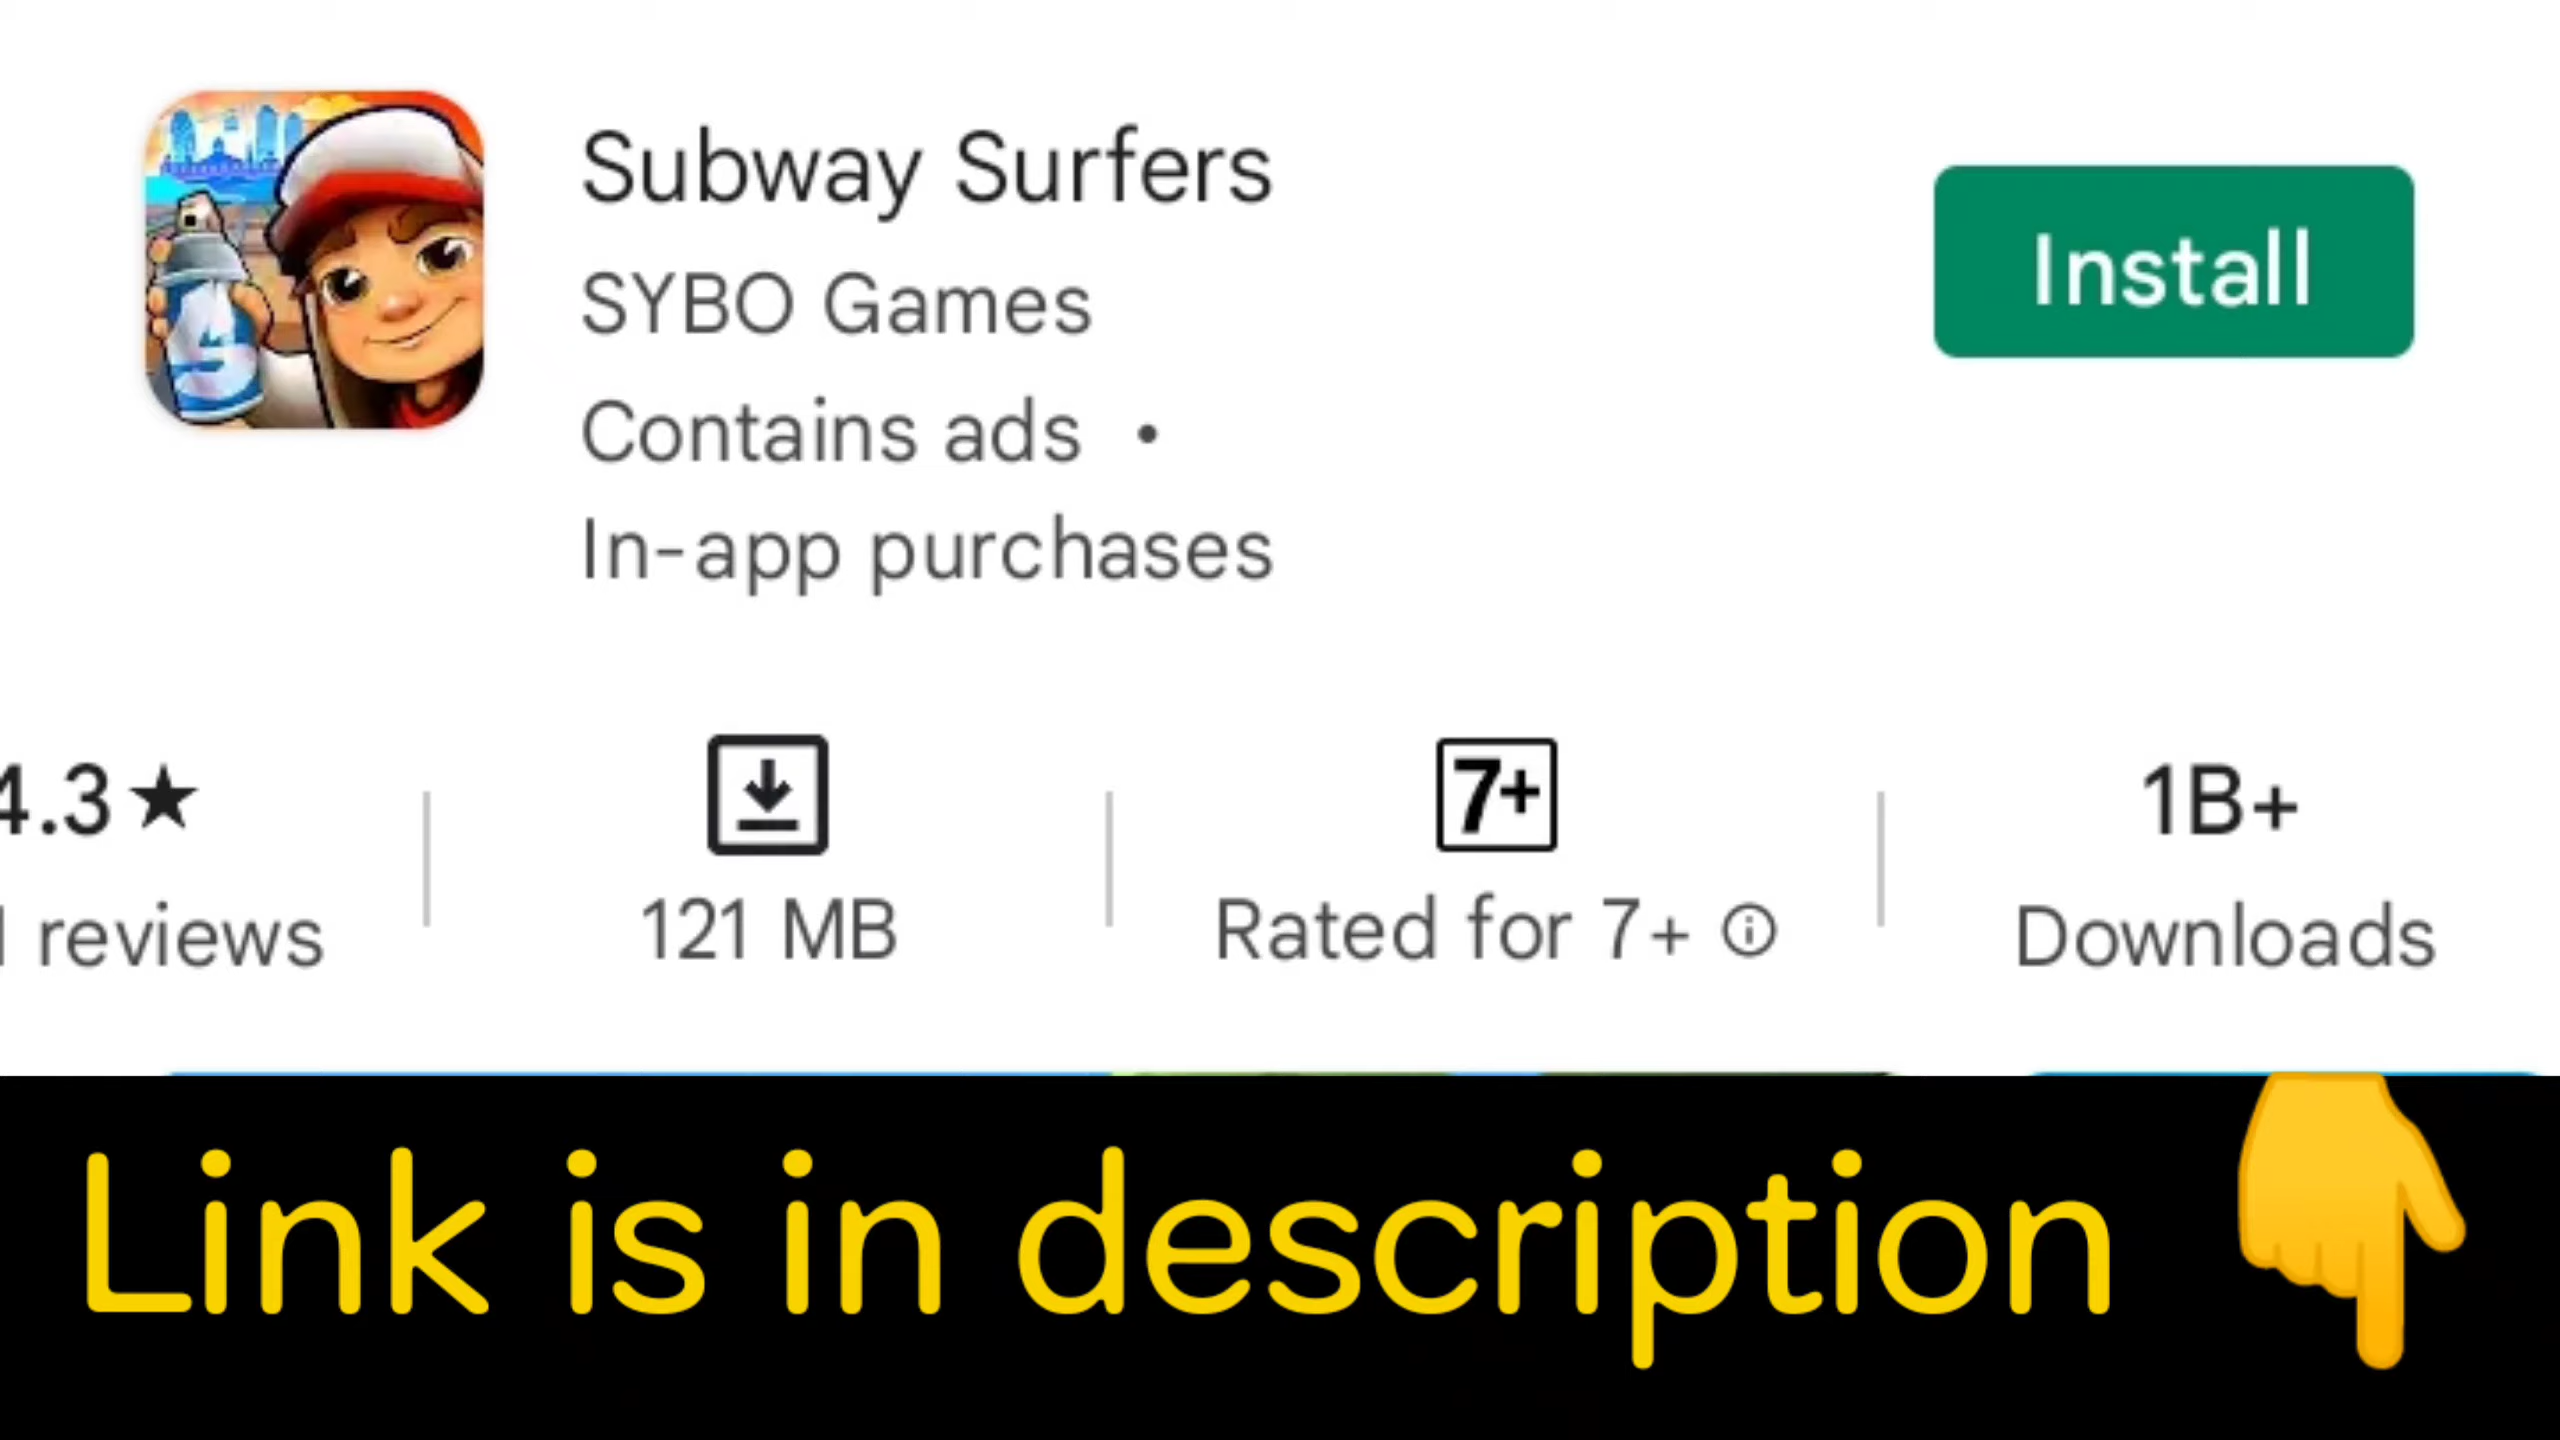 Subway Surfers
SYBO Games
Contains ads •
In-app purchases
Install
4.3★
reviews
121 MB
7+
Rated for 7+
1B+
Downloads
Link is in description 👇